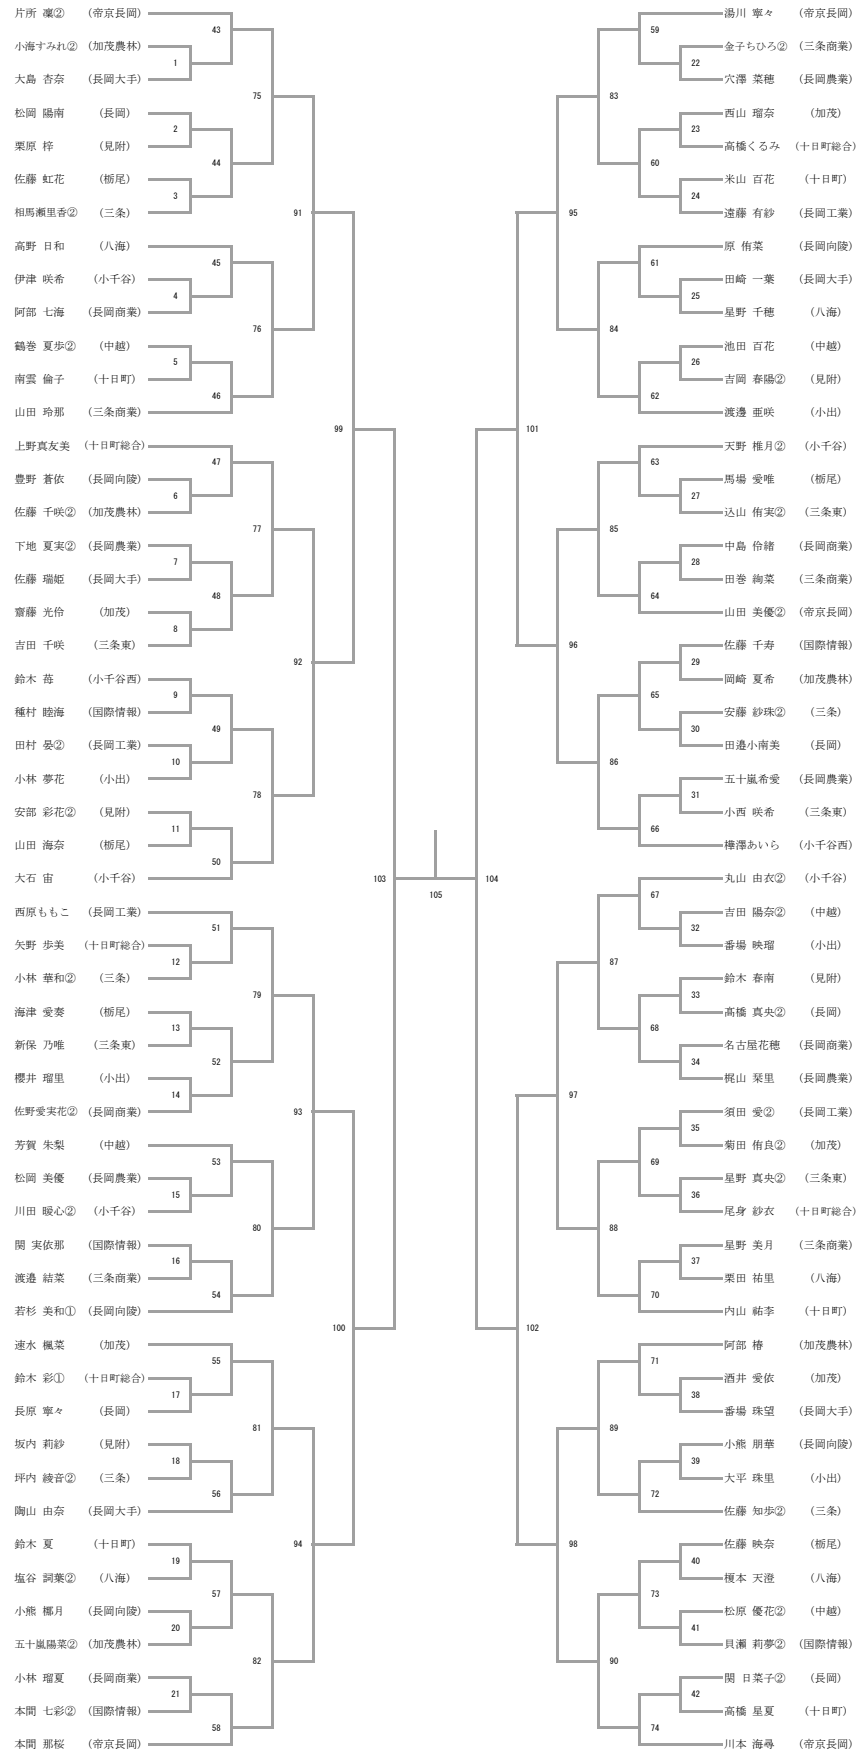 片所 凜② (帝京長岡)
43
小海すみれ② (加茂農林)
1
大島 杏奈 (長岡大手)
75
松岡 陽南 (長岡)
2
栗原 梓 (見附)
44
佐藤 虹花 (栃尾)
3
相馬瀬里香② (三条)
91
高野 日和 (八海)
45
伊津 咲希 (小千谷)
4
阿部 七海 (長岡商業)
76
鶴巻 夏歩② (中越)
5
南雲 倫子 (十日町)
46
山田 玲那 (三条商業)
99
上野真友美 (十日町総合)
47
豊野 蒼依 (長岡向陵)
6
佐藤 千咲② (加茂農林)
77
下地 夏実② (長岡農業)
7
佐藤 瑞姫 (長岡大手)
48
齋藤 光伶 (加茂)
8
吉田 千咲 (三条東)
92
鈴木 苺 (小千谷西)
9
種村 睦海 (国際情報)
49
田村 晏② (長岡工業)
10
小林 夢花 (小出)
78
安部 彩花② (見附)
11
山田 海奈 (栃尾)
50
大石 宙 (小千谷)
103
西原ももこ (長岡工業)
51
矢野 歩美 (十日町総合)
12
小林 華和② (三条)
79
海津 愛奏 (栃尾)
13
新保 乃唯 (三条東)
52
櫻井 瑠里 (小出)
14
佐野愛実花② (長岡商業)
93
芳賀 朱梨 (中越)
53
松岡 美優 (長岡農業)
15
川田 暖心② (小千谷)
80
関 実依那 (国際情報)
16
渡邉 結菜 (三条商業)
54
若杉 美和① (長岡向陵)
100
速水 楓菜 (加茂)
55
鈴木 彩① (十日町総合)
17
長原 寧々 (長岡)
81
坂内 莉紗 (見附)
18
坪内 綾音② (三条)
56
陶山 由奈 (長岡大手)
94
鈴木 夏 (十日町)
19
塩谷 詞葉② (八海)
57
小熊 椰月 (長岡向陵)
20
五十嵐陽菜② (加茂農林)
82
小林 瑠夏 (長岡商業)
21
本間 七彩② (国際情報)
58
本間 那桜 (帝京長岡)
105
湯川 寧々 (帝京長岡)
59
金子ちひろ② (三条商業)
22
穴澤 菜穂 (長岡農業)
83
西山 瑠奈 (加茂)
23
高橋くるみ (十日町総合)
60
米山 百花 (十日町)
24
遠藤 有紗 (長岡工業)
95
原 侑菜 (長岡向陵)
61
田崎 一葉 (長岡大手)
25
星野 千穂 (八海)
84
池田 百花 (中越)
26
吉岡 春陽② (見附)
62
渡邊 亜咲 (小出)
101
天野 椎月② (小千谷)
63
馬場 愛唯 (栃尾)
27
込山 侑実② (三条東)
85
中島 伶緒 (長岡商業)
28
田巻 絢菜 (三条商業)
64
山田 美優② (帝京長岡)
96
佐藤 千寿 (国際情報)
29
岡崎 夏希 (加茂農林)
65
安藤 紗珠② (三条)
30
田邉小南美 (長岡)
86
五十嵐希愛 (長岡農業)
31
小西 咲希 (三条東)
66
樺澤あいら (小千谷西)
104
丸山 由衣② (小千谷)
67
吉田 陽奈② (中越)
32
番場 映瑠 (小出)
87
鈴木 春南 (見附)
33
高橋 真央② (長岡)
68
名古屋花穂 (長岡商業)
34
梶山 栞里 (長岡農業)
97
須田 愛② (長岡工業)
35
菊田 侑良② (加茂)
69
星野 真央② (三条東)
36
尾身 紗衣 (十日町総合)
88
星野 美月 (三条商業)
37
栗田 祐里 (八海)
70
内山 祐李 (十日町)
102
阿部 椿 (加茂農林)
71
酒井 愛依 (加茂)
38
番場 珠望 (長岡大手)
89
小熊 朋華 (長岡向陵)
39
大平 珠里 (小出)
72
佐藤 知歩② (三条)
98
佐藤 映奈 (栃尾)
40
榎本 天澄 (八海)
73
松原 優花② (中越)
41
貝瀬 莉夢② (国際情報)
90
関 日菜子② (長岡)
42
高橋 星夏 (十日町)
74
川本 海尋 (帝京長岡)